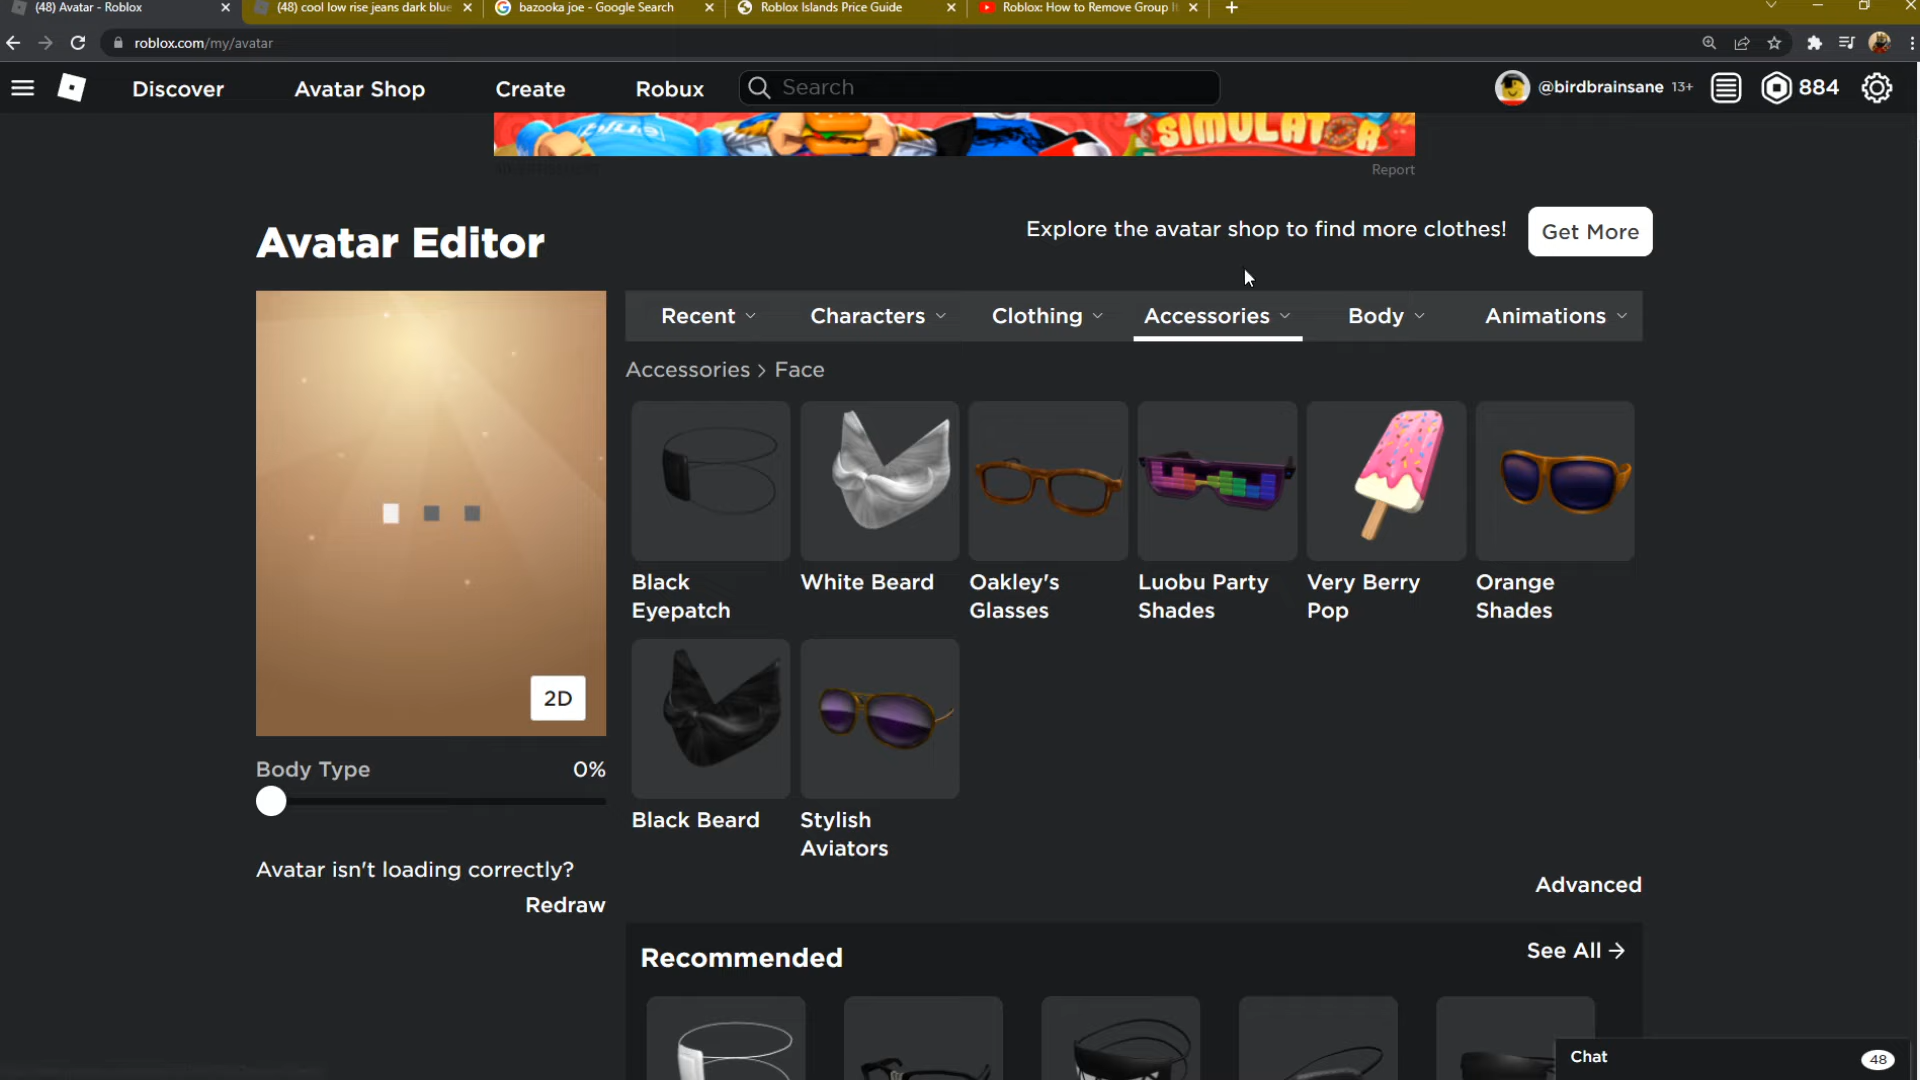 (48) Avatar - Roblox
(48) cool low rise jeans dark blue
bazooka joe - Google Search
Roblox Islands Price Guide
Roblox: How to Remove Group It
roblox.com/my/avatar
Discover
Avatar Shop
Create
Robux
Search
@birdbrainsane 13+
884
blue
SIMULATOR
Report
Avatar Editor
Explore the avatar shop to find more clothes!
Get More
Recent
Characters
Clothing
Accessories
Body
Animations
Accessories > Face
Black
Eyepatch
White Beard
Oakley's
Glasses
Luobu Party
Shades
Very Berry
Pop
Orange
Shades
2D
Body Type
0%
Black Beard
Stylish
Aviators
Avatar isn't loading correctly?
Redraw
Advanced
Recommended
See All →
Chat
48